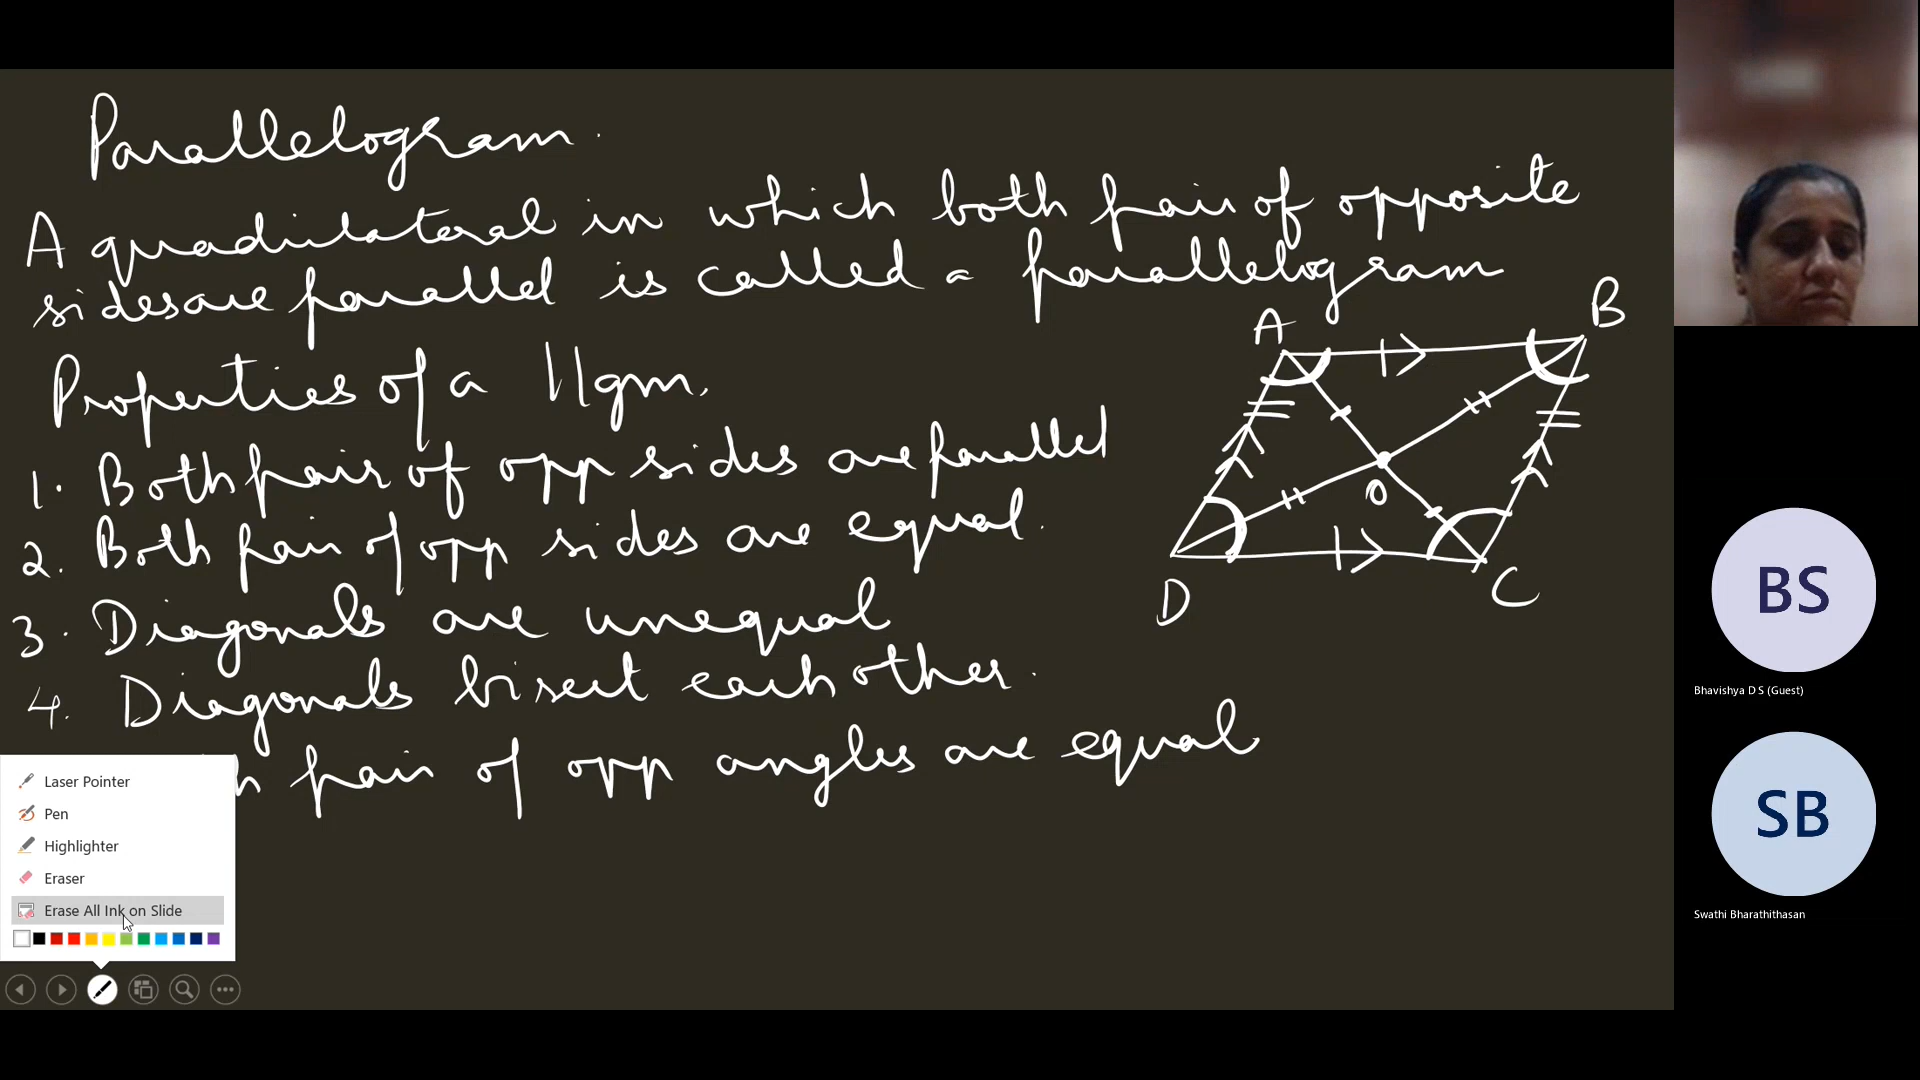 Parallelogram.
A quadrilateral in which both pair of opposite
sides are parallel is called a parallelogram
Properties of a llgm.
1. Both pair of opp sides are parallel
2. Both pair of opp sides are equal.
3. Diagonals are unequal
4. Diagonals bisect each other.
h pair of opp angles are equal
A
B
O
D
C
Laser Pointer
Pen
Highlighter
Eraser
Erase All Ink on Slide
BS
Bhavishya D S (Guest)
SB
Swathi Bharathithasan